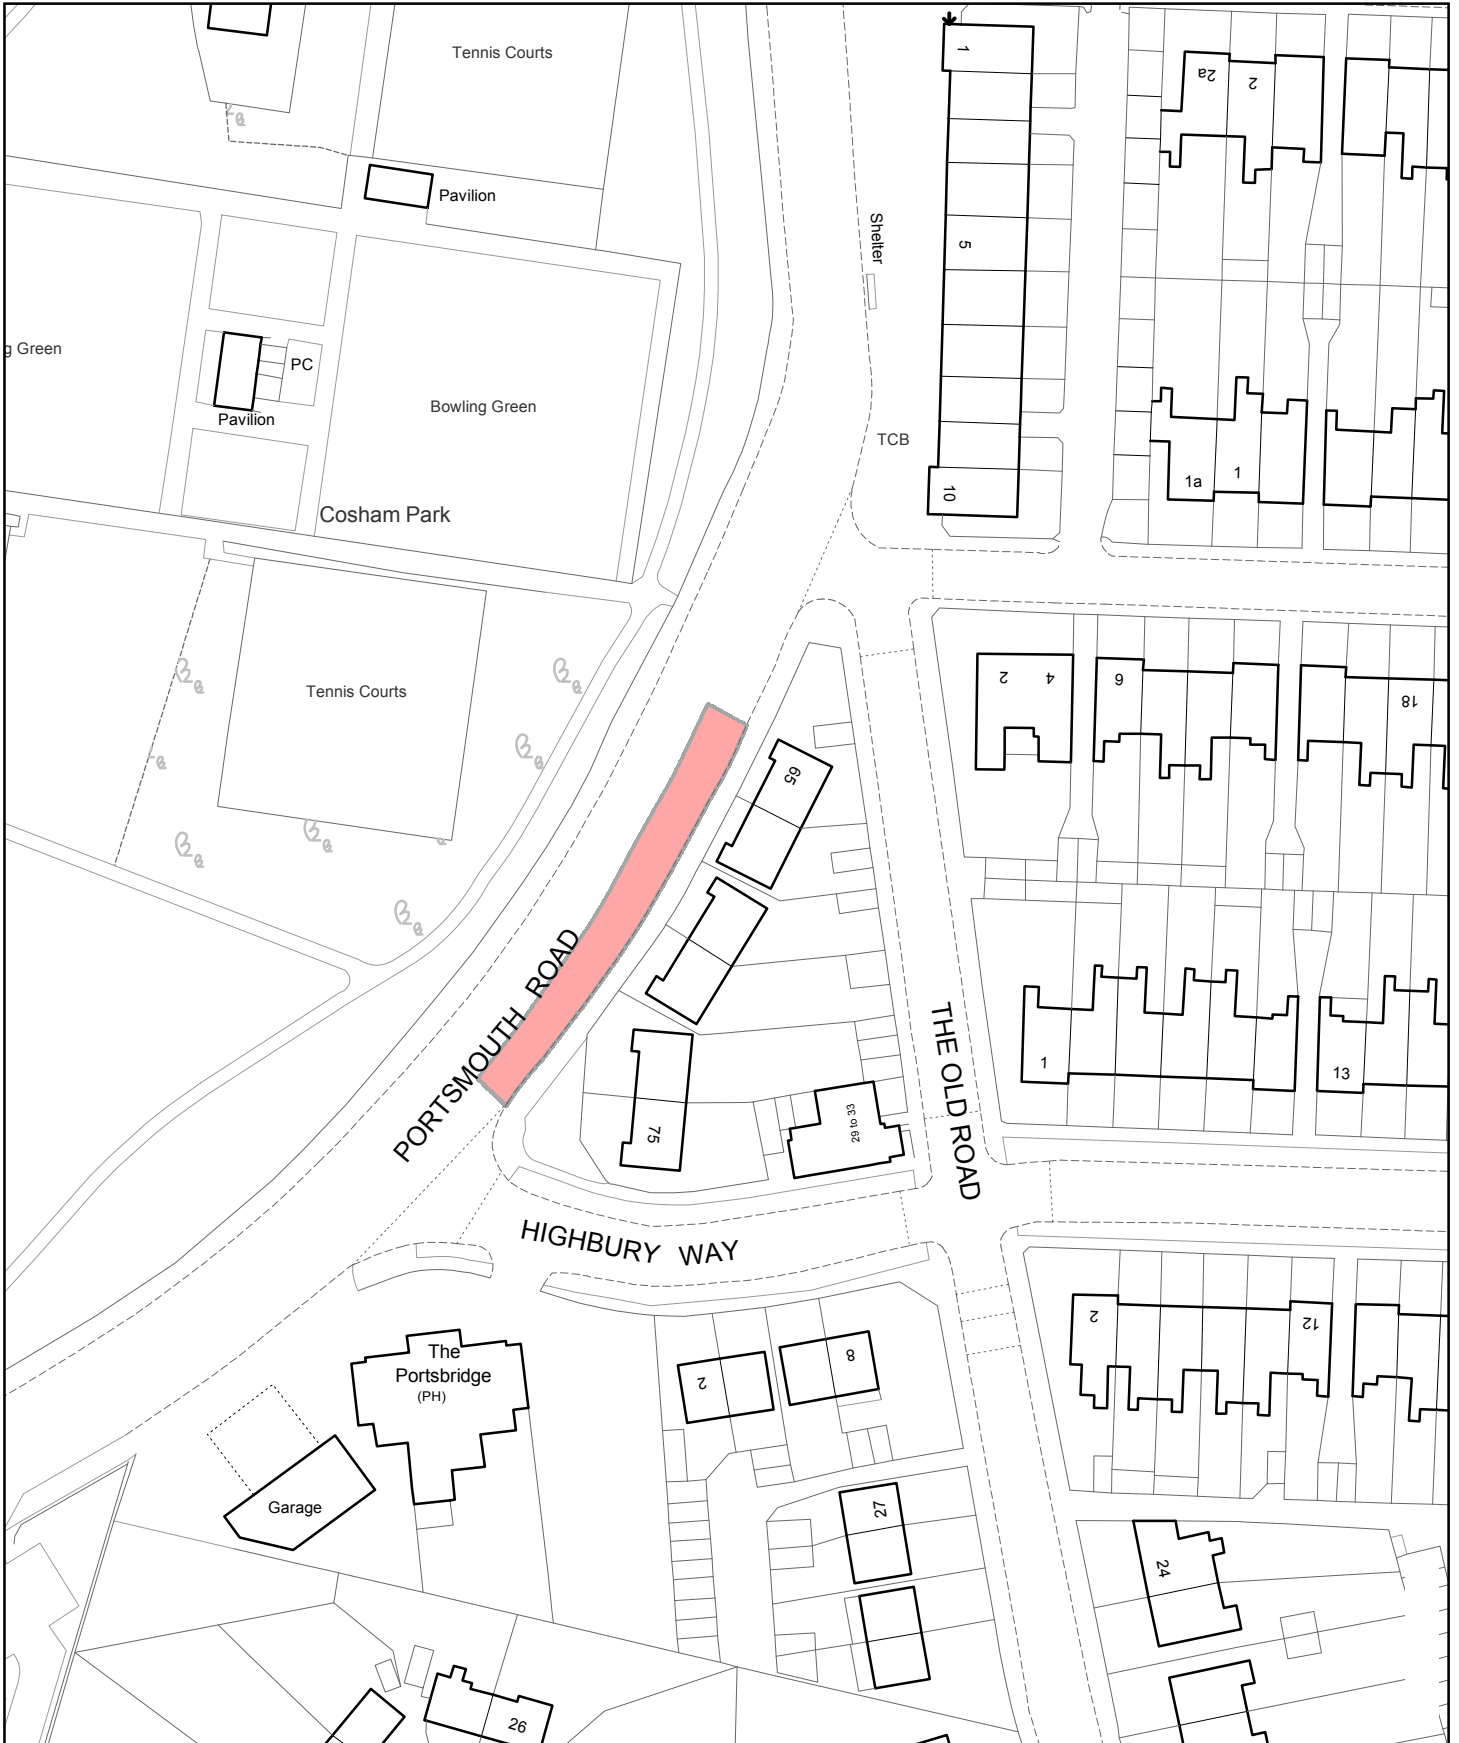 Tennis Courts
1
2a
2
Pavilion
Shelter
5
g Green
PC
Bowling Green
Pavilion
TCB
1a
1
10
Cosham Park
2
4
6
18
Tennis Courts
65
PORTSMOUTH ROAD
THE OLD ROAD
1
13
75
29 to 33
HIGHBURY WAY
2
12
The
Portsbridge
(PH)
2
8
Garage
27
24
26